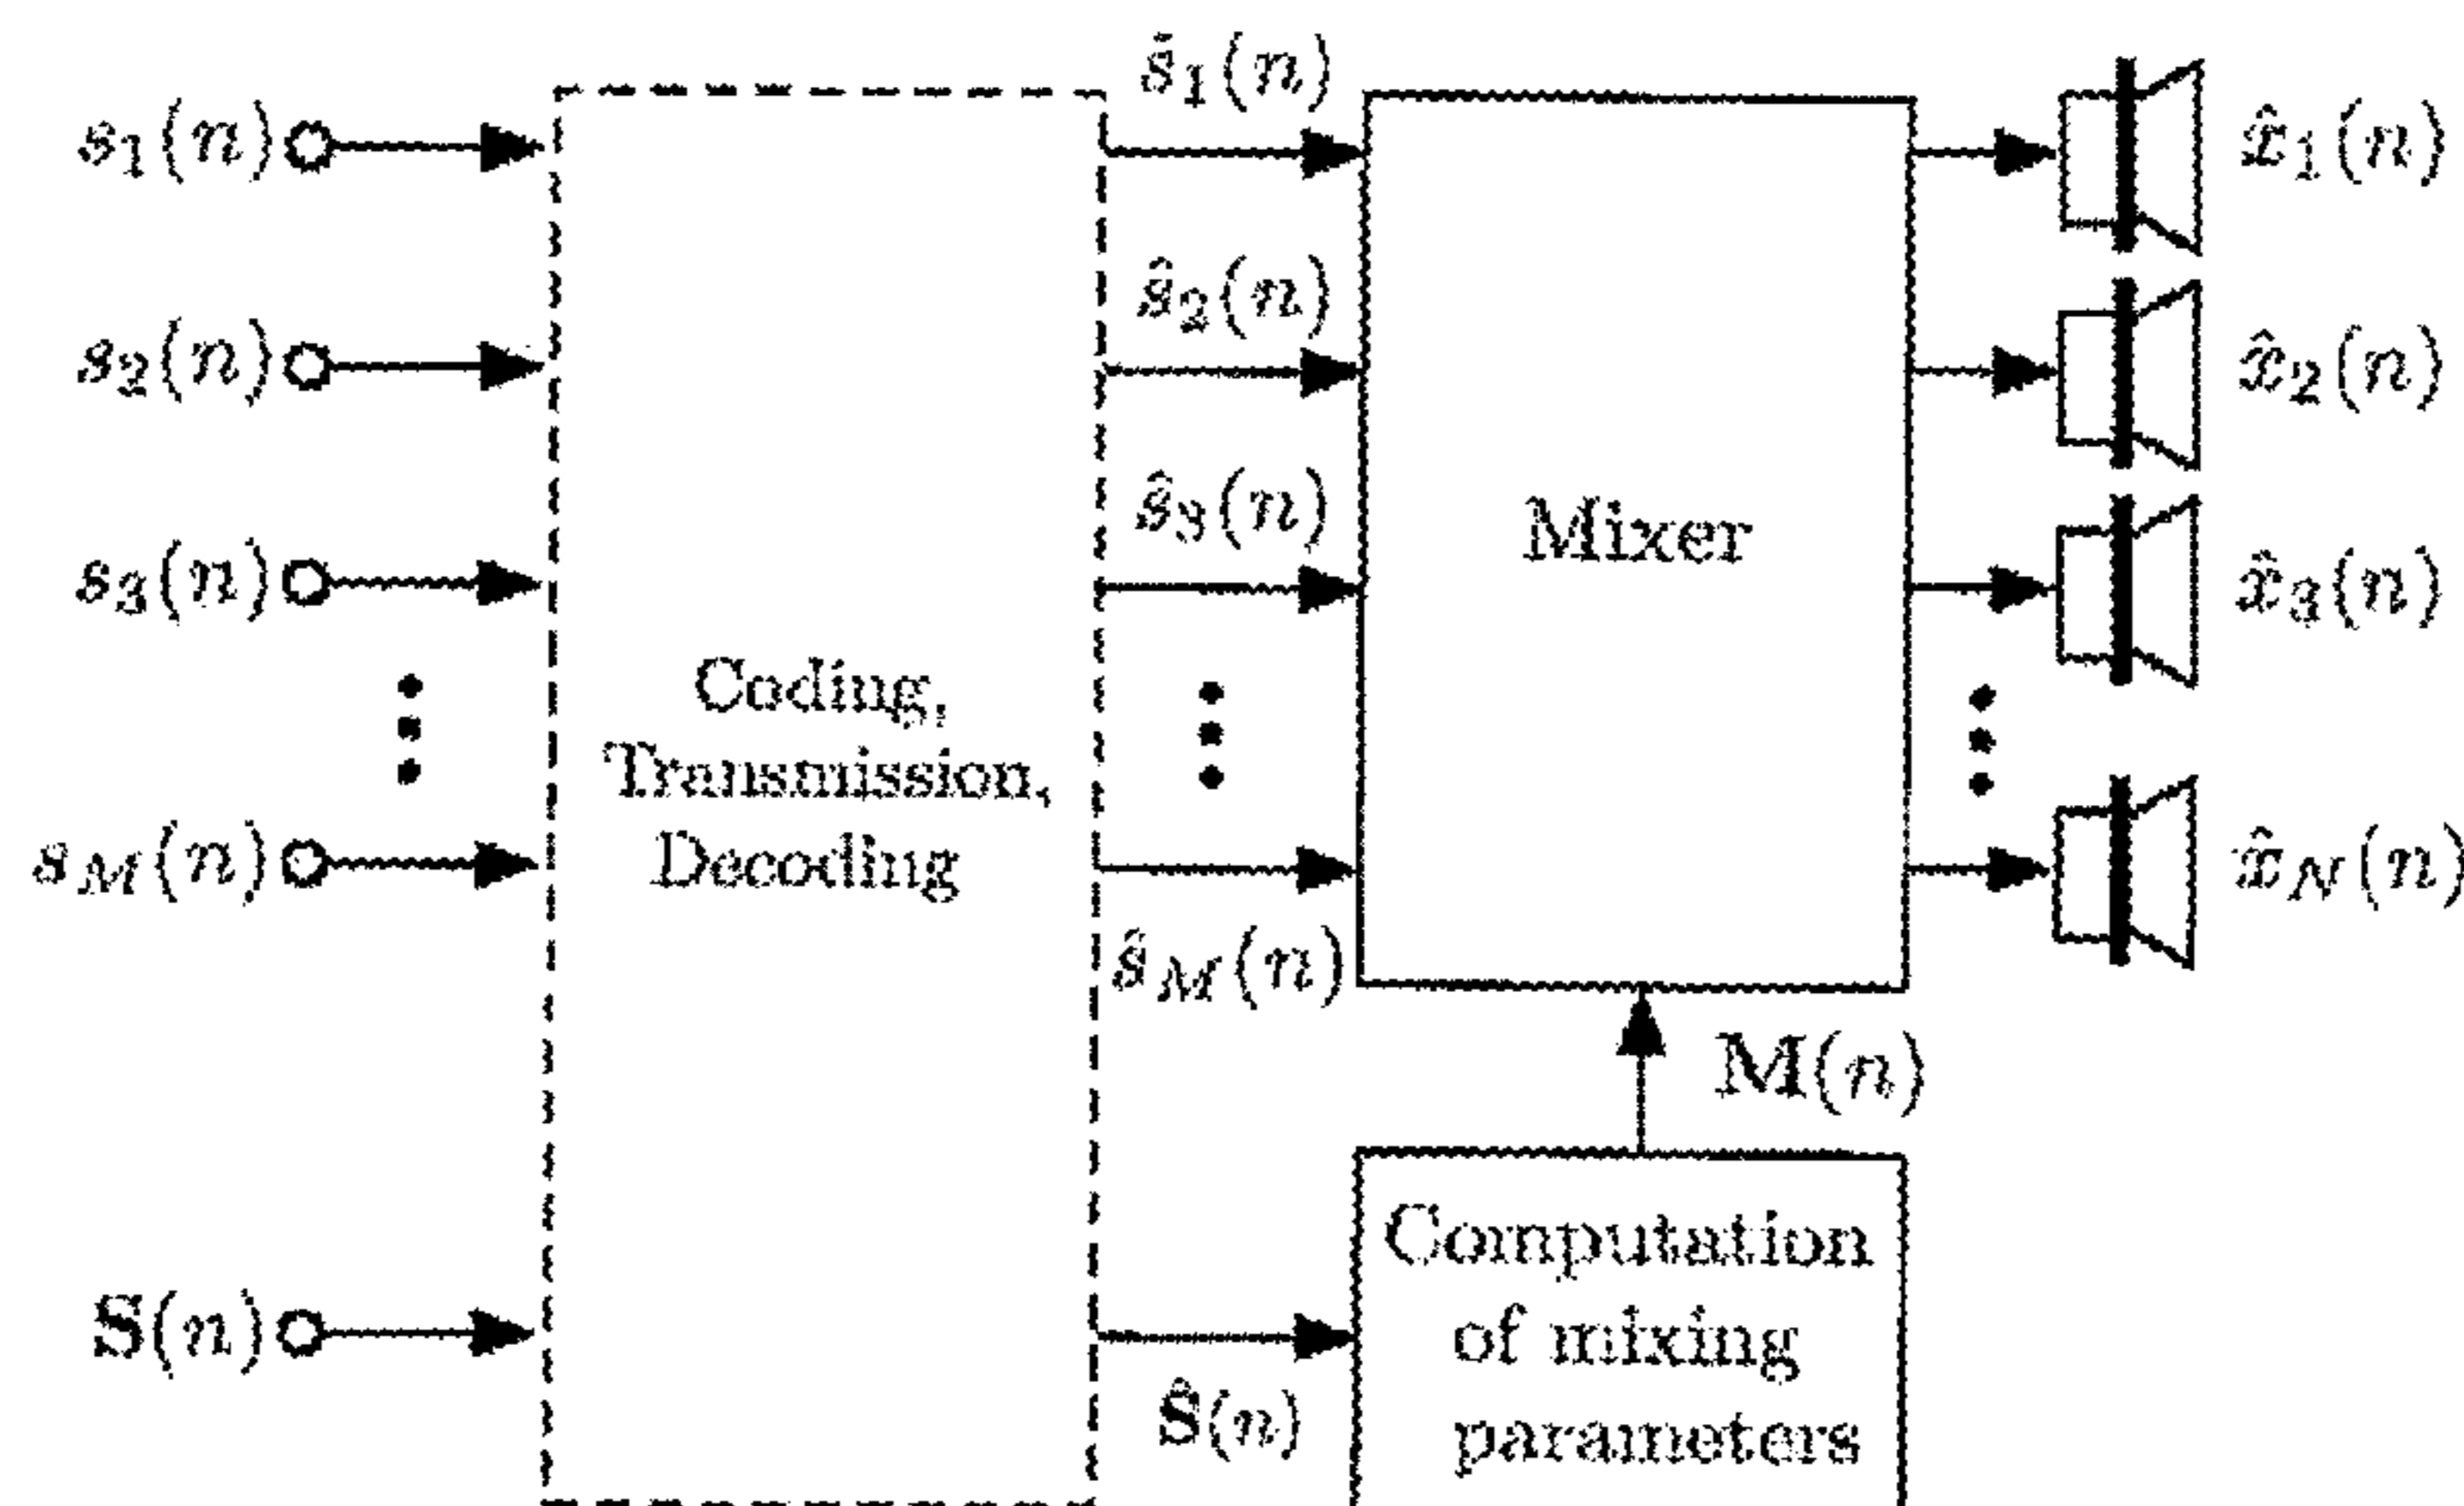 s₁(n)
s₂(n)
s₃(n)
s_M(n)
S(n)
Coding,
Transmission,
Decoding
ŝ₁(n)
ŝ₂(n)
ŝ₃(n)
ŝ_M(n)
Ŝ(n)
Mixer
M(n)
Computation
of mixing
parameters
x̂₁(n)
x̂₂(n)
x̂₃(n)
x̂_N(n)